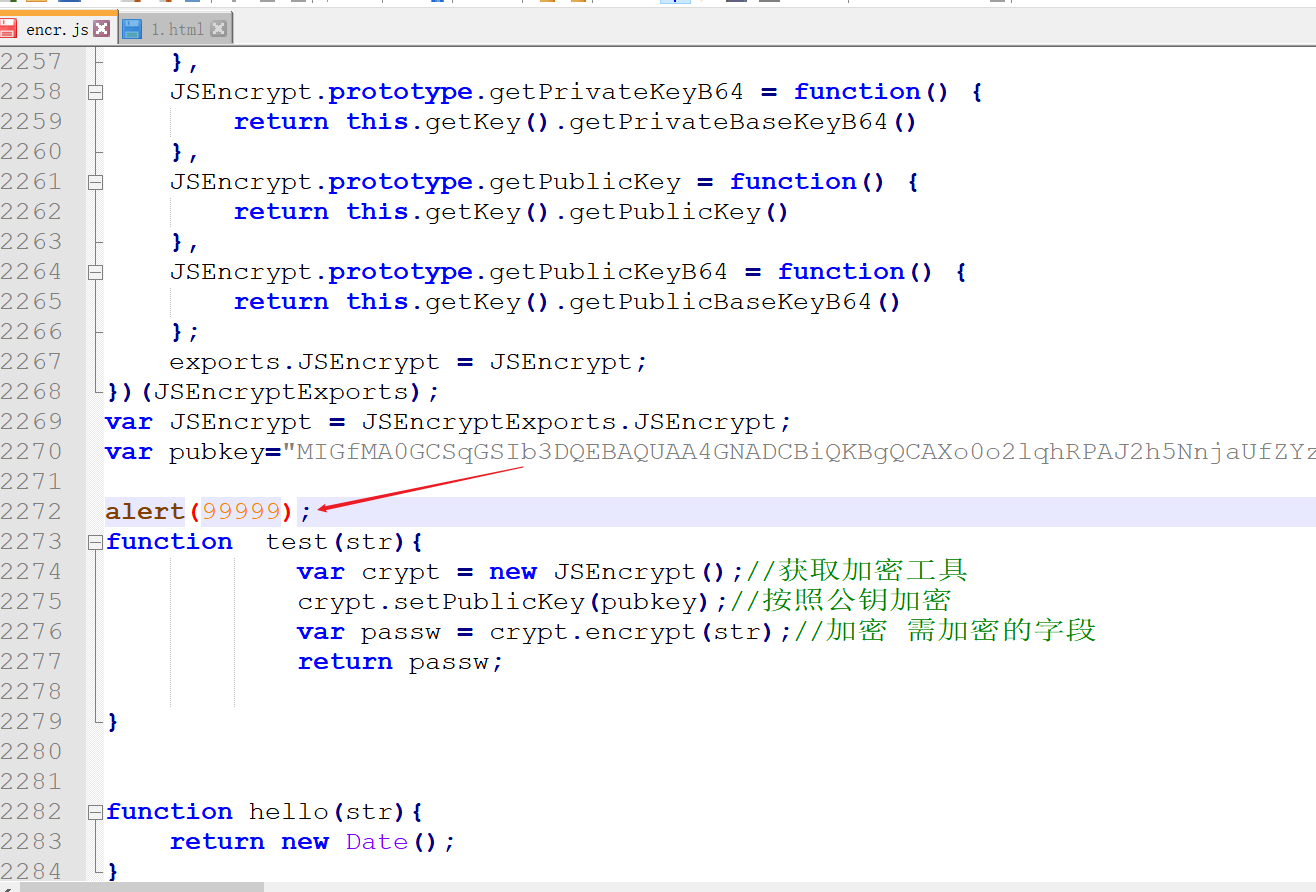 encr.js 1.html
2257 },
2258 JSEncrypt.prototype.getPrivateKeyB64 = function() {
2259 return this.getKey().getPrivateBaseKeyB64()
2260 },
2261 JSEncrypt.prototype.getPublicKey = function() {
2262 return this.getKey().getPublicKey()
2263 },
2264 JSEncrypt.prototype.getPublicKeyB64 = function() {
2265 return this.getKey().getPublicBaseKeyB64()
2266 };
2267 exports.JSEncrypt = JSEncrypt;
2268 })(JSEncryptExports);
2269 var JSEncrypt = JSEncryptExports.JSEncrypt;
2270 var pubkey="MIGfMA0GCSqGSIb3DQEBAQUAA4GNADCBiQKBgQCAXo0o2lqhRPAJ2h5NnjaUfZYz
2271
2272 alert(99999);
2273 function  test(str){
2274 var crypt = new JSEncrypt();//获取加密工具
2275 crypt.setPublicKey(pubkey);//按照公钥加密
2276 var passw = crypt.encrypt(str);//加密 需加密的字段
2277 return passw;
2278
2279 }
2280
2281
2282 function hello(str){
2283 return new Date();
2284 }